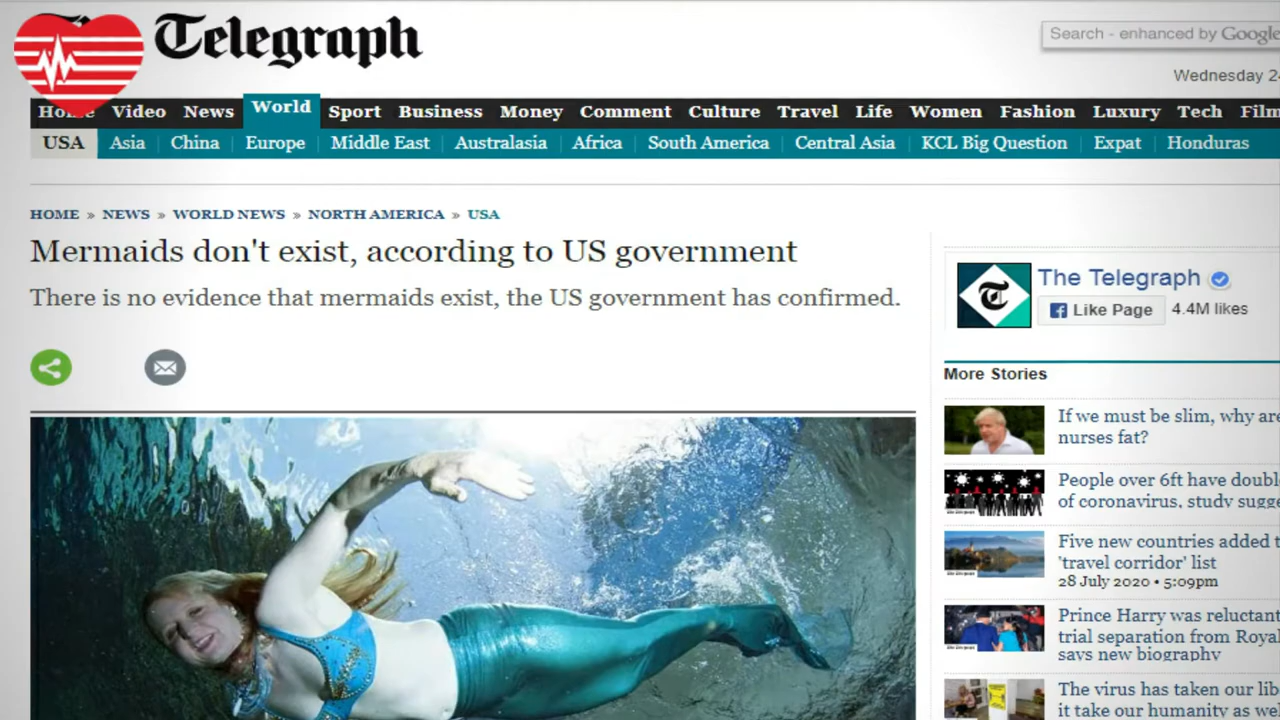 Telegraph
Search - enhanced by Google
Wednesday
Video News World Sport Business Money Comment Culture Travel Life Women Fashion Luxury Tech Film
USA Asia China Europe Middle East Australasia Africa South America Central Asia KCL Big Question Expat Honduras
HOME » NEWS » WORLD NEWS » NORTH AMERICA » USA
Mermaids don't exist, according to US government
There is no evidence that mermaids exist, the US government has confirmed.
The Telegraph
Like Page 4.4M likes
More Stories
If we must be slim, why are
nurses fat?
People over 6ft have doubl
of coronavirus, study sugg
Five new countries added t
'travel corridor' list
28 July 2020 • 5:09pm
Prince Harry was reluctant
trial separation from Roya
says new biography
The virus has taken our lib
it take our humanity as we